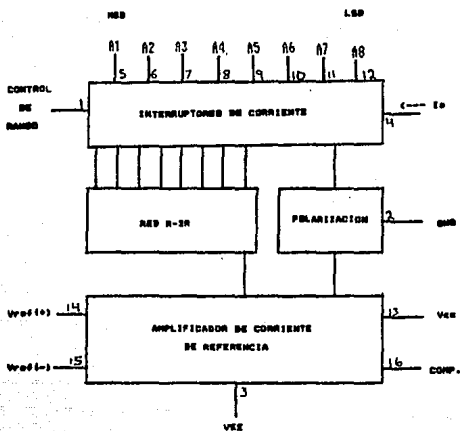 MSB LSB
A1 A2 A3 A4 A5 A6 A7 A8
5 6 7 8 9 10 11 12
CONTROL
DE
RANGO
1
INTERRUPTORES DE CORRIENTE
<--- Io
4
RED R-2R
POLARIZACION
2
GND
14
Vref(+)
AMPLIFICADOR DE CORRIENTE
DE REFERENCIA
13
Vcc
15
Vref(-)
16
COMP.
3
VEE